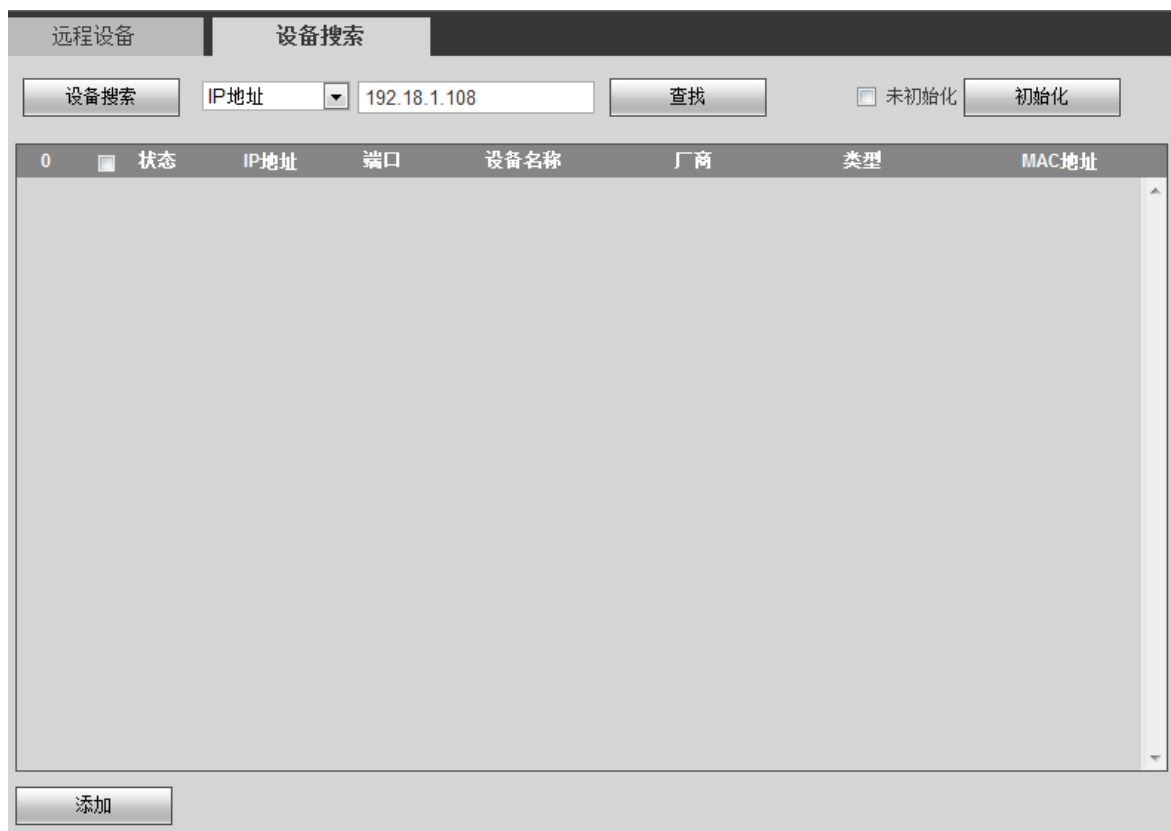 远程设备 设备搜索
设备搜索 IP地址 192.18.1.108 查找 未初始化 初始化
0 状态 IP地址 端口 设备名称 厂商 类型 MAC地址
添加